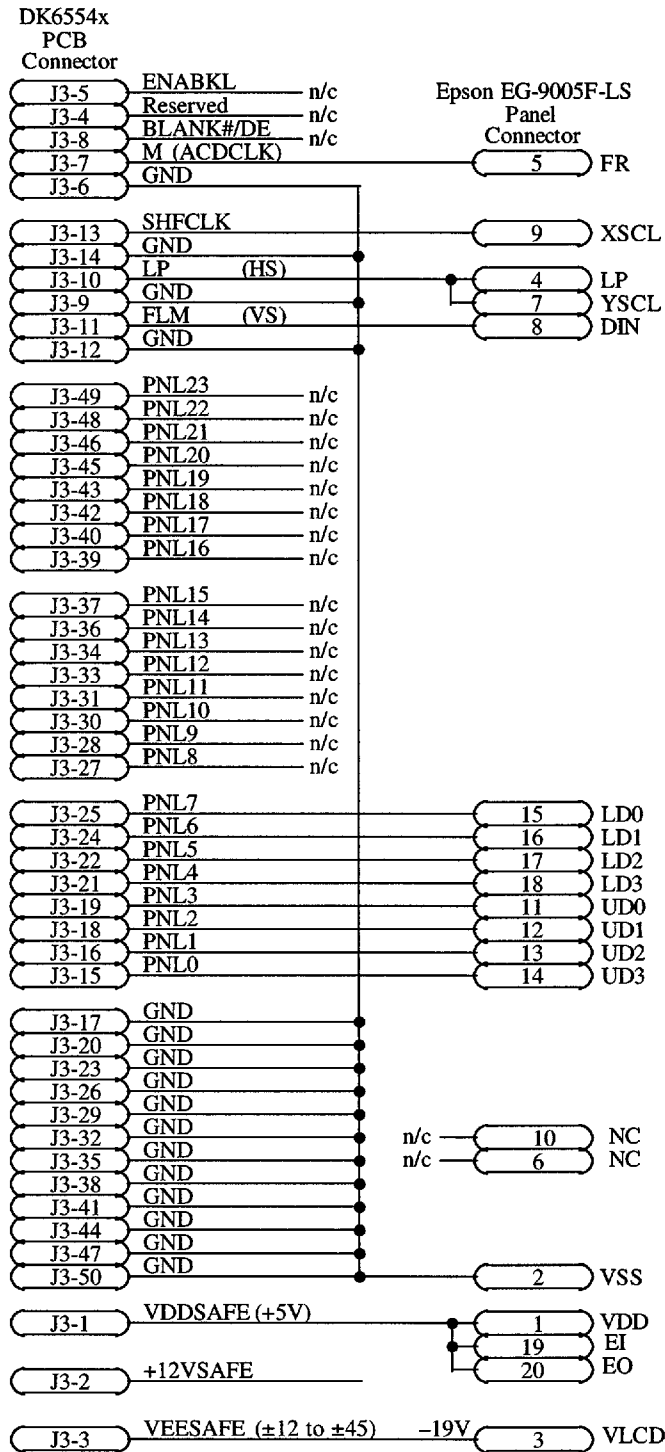 DK6554x
PCB
Connector
Epson EG-9005F-LS
Panel
Connector
J3-5 ENABKL n/c
J3-4 Reserved n/c
J3-8 BLANK#/DE n/c
J3-7 M (ACDCLK) 5 FR
J3-6 GND
J3-13 SHFCLK 9 XSCL
J3-14 GND
J3-10 LP (HS) 4 LP
J3-9 GND 7 YSCL
J3-11 FLM (VS) 8 DIN
J3-12 GND
J3-49 PNL23 n/c
J3-48 PNL22 n/c
J3-46 PNL21 n/c
J3-45 PNL20 n/c
J3-43 PNL19 n/c
J3-42 PNL18 n/c
J3-40 PNL17 n/c
J3-39 PNL16 n/c
J3-37 PNL15 n/c
J3-36 PNL14 n/c
J3-34 PNL13 n/c
J3-33 PNL12 n/c
J3-31 PNL11 n/c
J3-30 PNL10 n/c
J3-28 PNL9 n/c
J3-27 PNL8 n/c
J3-25 PNL7 15 LD0
J3-24 PNL6 16 LD1
J3-22 PNL5 17 LD2
J3-21 PNL4 18 LD3
J3-19 PNL3 11 UD0
J3-18 PNL2 12 UD1
J3-16 PNL1 13 UD2
J3-15 PNL0 14 UD3
J3-17 GND
J3-20 GND
J3-23 GND
J3-26 GND
J3-29 GND
J3-32 GND n/c 10 NC
J3-35 GND n/c 6 NC
J3-38 GND
J3-41 GND
J3-44 GND
J3-47 GND
J3-50 GND 2 VSS
J3-1 VDDSAFE (+5V) 1 VDD
19 EI
20 EO
J3-2 +12VSAFE
J3-3 VEESAFE (±12 to ±45) –19V 3 VLCD